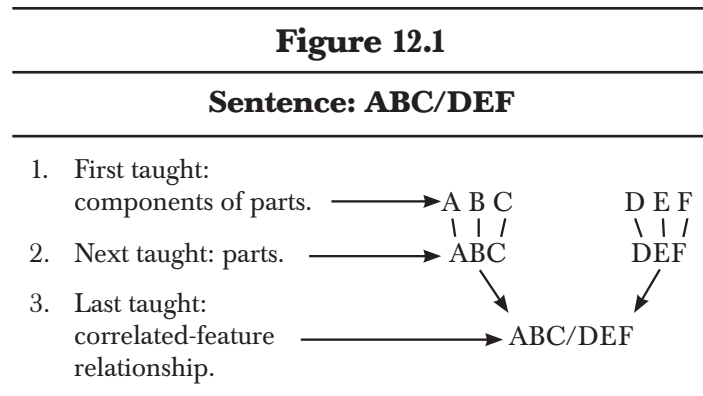 Figure 12.1
Sentence: ABC/DEF
1. First taught:
components of parts. A B C D E F
2. Next taught: parts. ABC DEF
3. Last taught:
correlated-feature ABC/DEF
relationship.